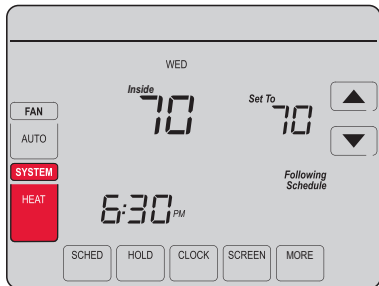 WED
Inside
70
Set To
70
FAN
AUTO
SYSTEM
HEAT
Following
Schedule
6:30 PM
SCHED HOLD CLOCK SCREEN MORE